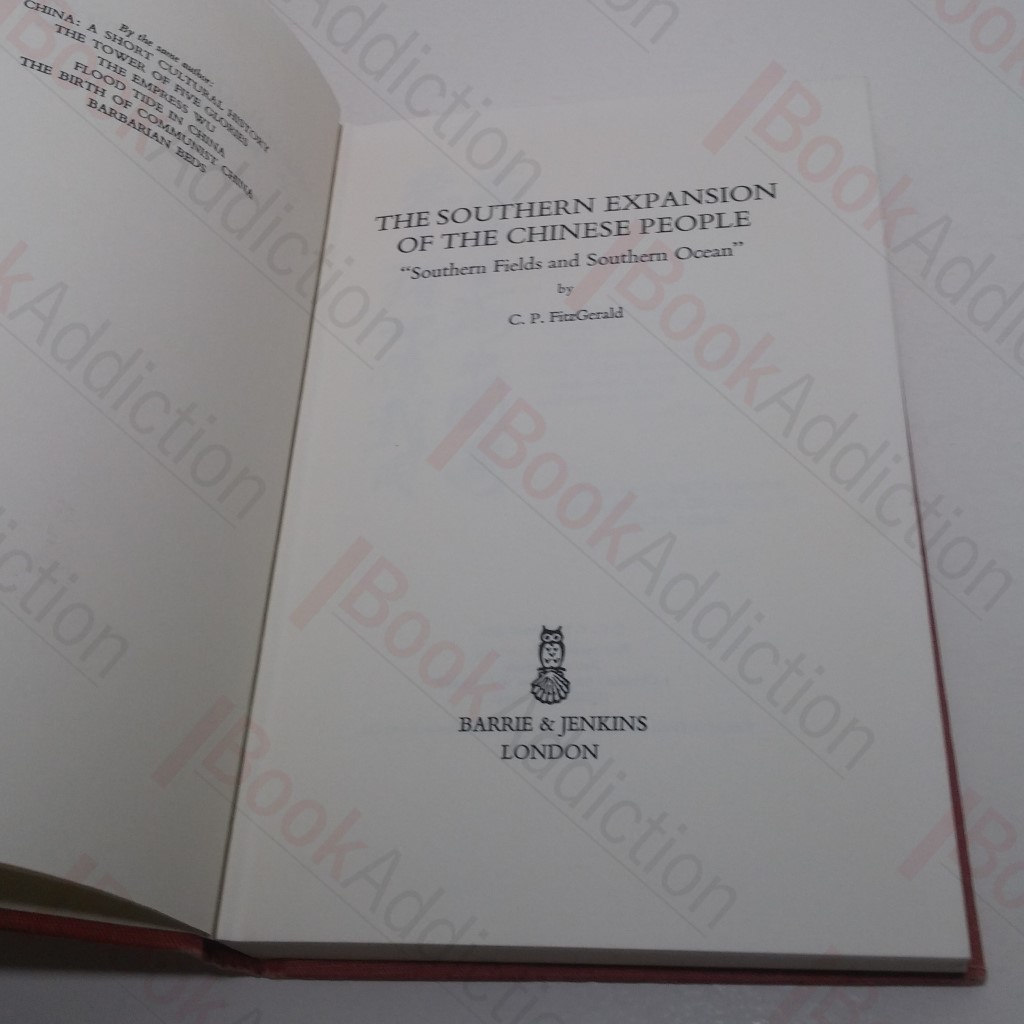 By the same author:
CHINA: A SHORT CULTURAL HISTORY
THE TOWER OF FIVE GLORIES
THE EMPRESS WU
FLOOD TIDE IN CHINA
THE BIRTH OF COMMUNIST CHINA
BARBARIAN BEDS
THE SOUTHERN EXPANSION
OF THE CHINESE PEOPLE
“Southern Fields and Southern Ocean”
by
C. P. FitzGerald
BARRIE & JENKINS
LONDON
BookAddiction